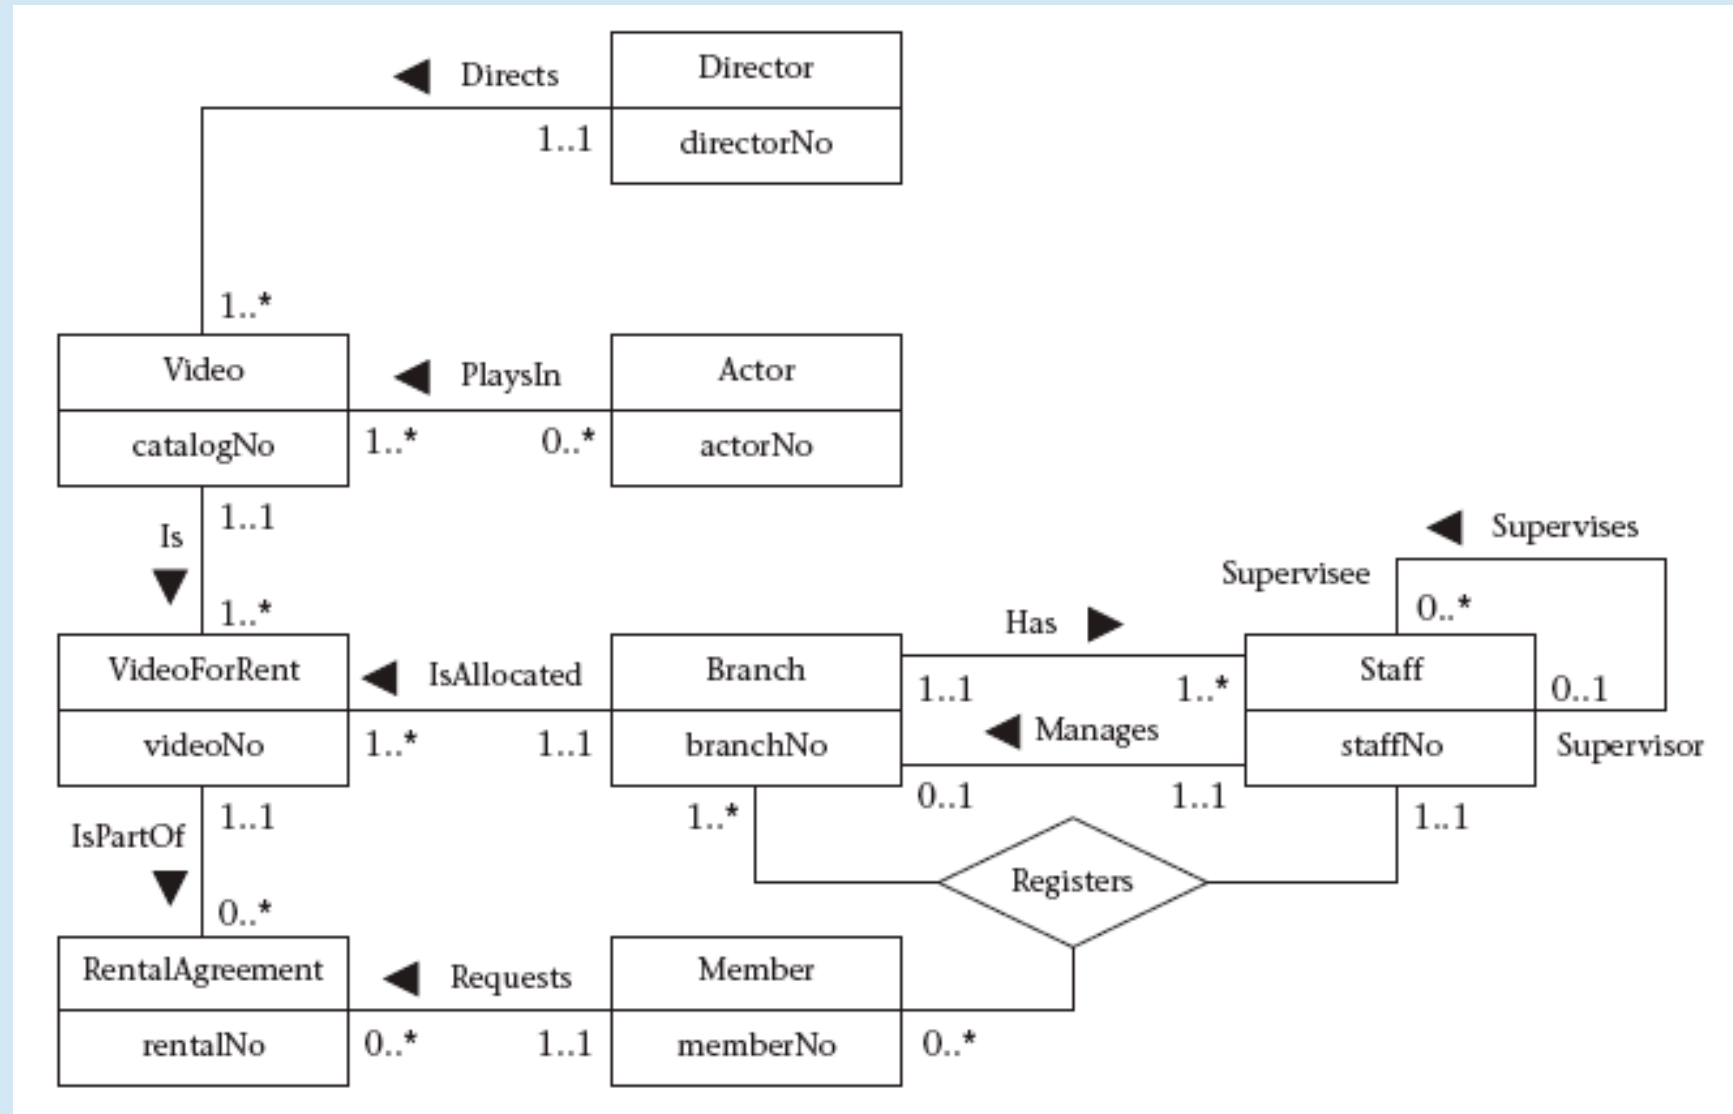 Directs
Director
1..1
directorNo
1..*
Video
PlaysIn
Actor
catalogNo
1..*
0..*
actorNo
1..1
Is
Supervises
Supervisee
1..*
0..*
Has
VideoForRent
IsAllocated
Branch
Staff
1..1
1..*
0..1
Manages
videoNo
1..*
1..1
branchNo
staffNo
Supervisor
1..1
1..*
0..1
1..1
1..1
IsPartOf
Registers
0..*
RentalAgreement
Requests
Member
rentalNo
0..*
1..1
memberNo
0..*